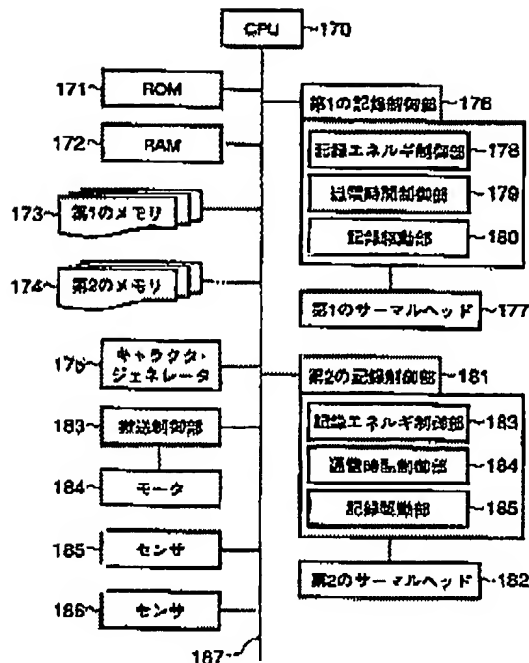 CPU 170
171 ROM
172 RAM
173 第1のメモリ
174 第2のメモリ
175 キャラクタ・
ジェネレータ
183 搬送制御部
184 モータ
185 センサ
186 センサ
187
第1の記録制御部 176
記録エネルギ制御部 178
通電時間制御部 179
記録駆動部 180
第1のサーマルヘッド 177
第2の記録制御部 181
記録エネルギ制御部 183
通電時間制御部 184
記録駆動部 185
第2のサーマルヘッド 182